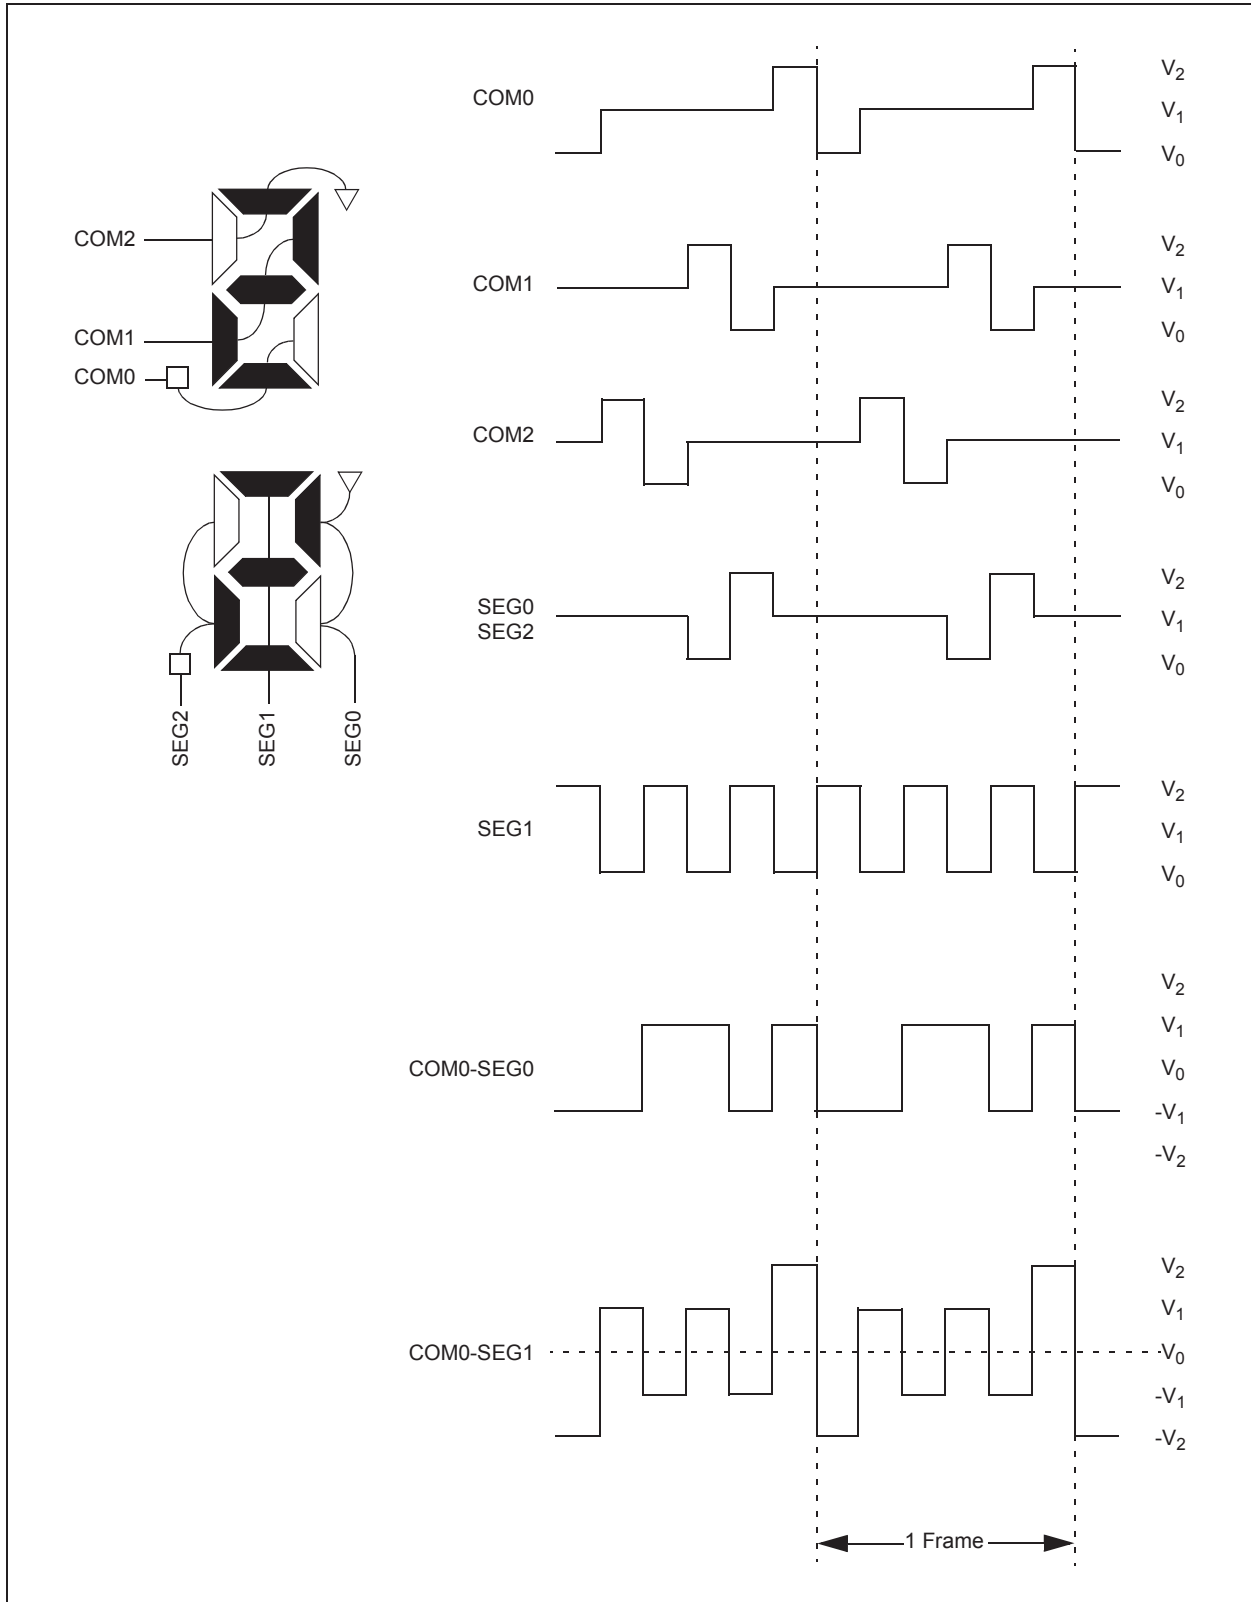 COM2
COM1
COM0
SEG2
SEG1
SEG0
COM0
V2
V1
V0
COM1
V2
V1
V0
COM2
V2
V1
V0
SEG0
SEG2
V2
V1
V0
SEG1
V2
V1
V0
COM0-SEG0
V2
V1
V0
-V1
-V2
COM0-SEG1
V2
V1
V0
-V1
-V2
1 Frame